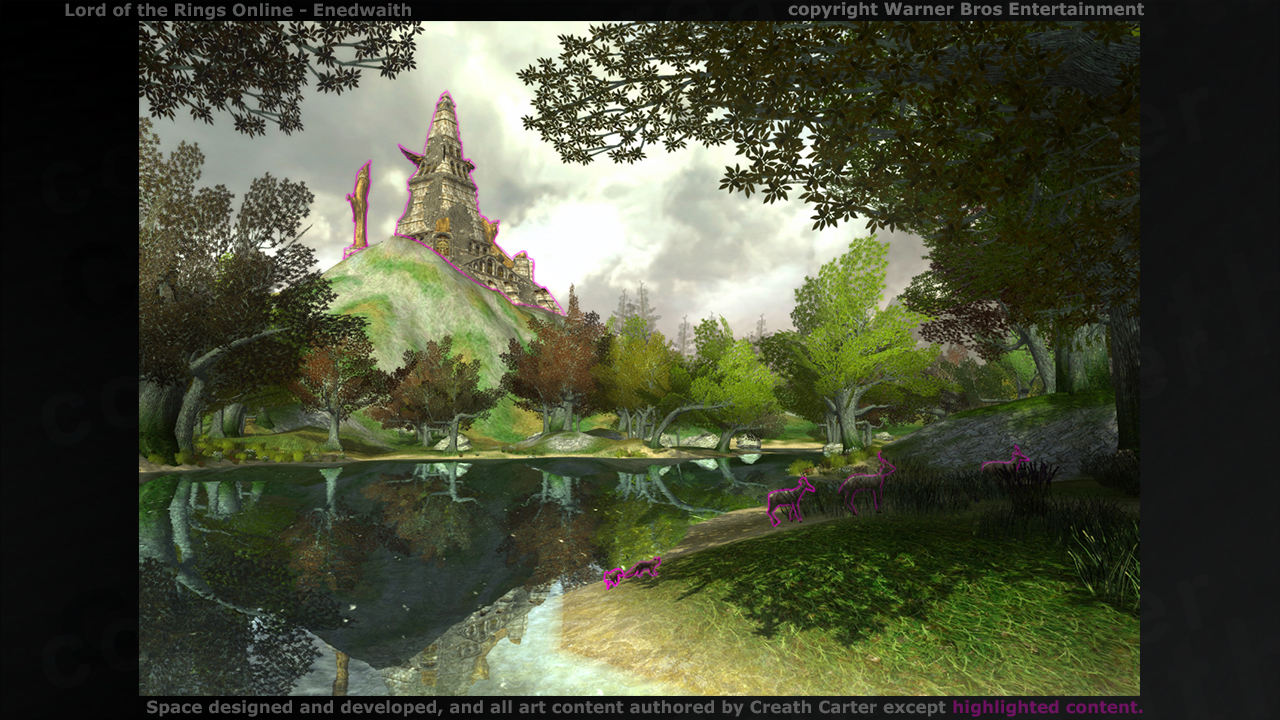 Lord of the Rings Online - Enedwaith
copyright Warner Bros Entertainment
Space designed and developed, and all art content authored by Creath Carter except highlighted content.